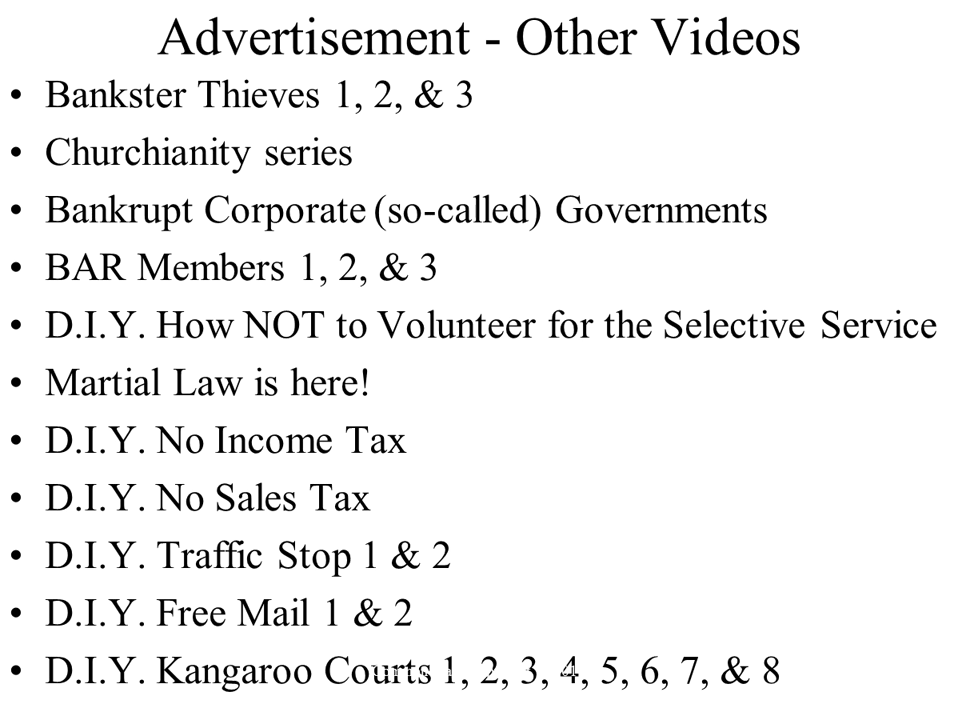 Advertisement - Other Videos
• Bankster Thieves 1, 2, & 3
• Churchianity series
• Bankrupt Corporate (so-called) Governments
• BAR Members 1, 2, & 3
• D.I.Y. How NOT to Volunteer for the Selective Service
• Martial Law is here!
• D.I.Y. No Income Tax
• D.I.Y. No Sales Tax
• D.I.Y. Traffic Stop 1 & 2
• D.I.Y. Free Mail 1 & 2
• D.I.Y. Kangaroo Courts 1, 2, 3, 4, 5, 6, 7, & 8